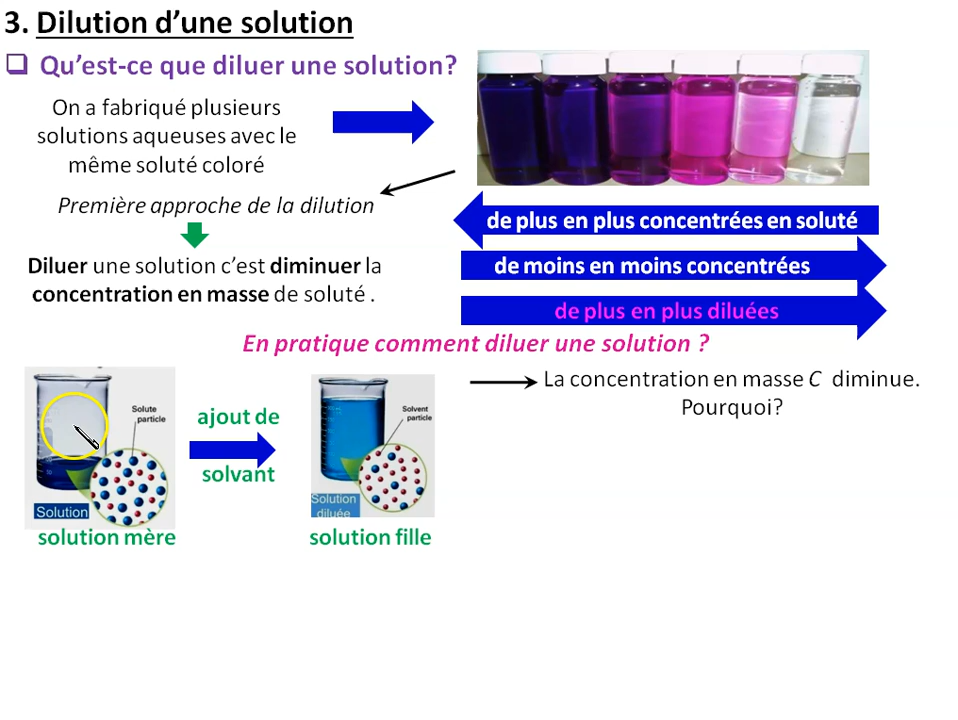 3. Dilution d'une solution
Qu'est-ce que diluer une solution?
On a fabriqué plusieurs
solutions aqueuses avec le
même soluté coloré
Première approche de la dilution
de plus en plus concentrées en soluté
Diluer une solution c'est diminuer la
concentration en masse de soluté .
de moins en moins concentrées
de plus en plus diluées
En pratique comment diluer une solution ?
La concentration en masse C diminue.
Pourquoi?
Solute
particle
Solution
solution mère
ajout de
solvant
Solvent
particle
Solution
diluée
solution fille